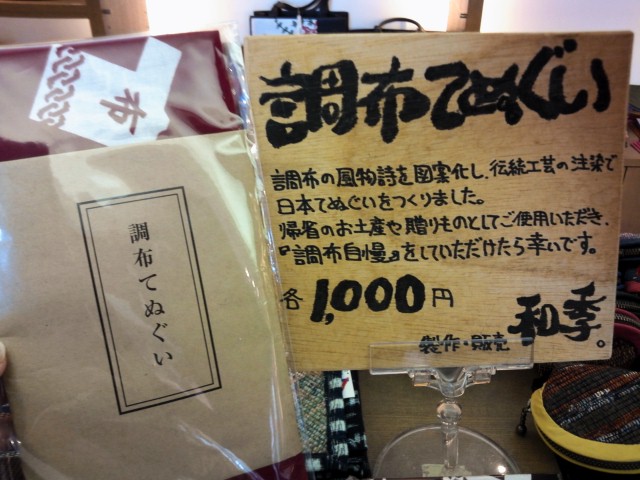 布
調布てぬぐい
調布てぬぐい
調布の風物詩を図案化し、伝統工芸の注染で
日本てぬぐいをつくりました。
帰省のお土産や贈りものとしてご使用いただき、
『調布自慢』をしていただけたら幸いです。
各1,000円
製作・販売 和季。